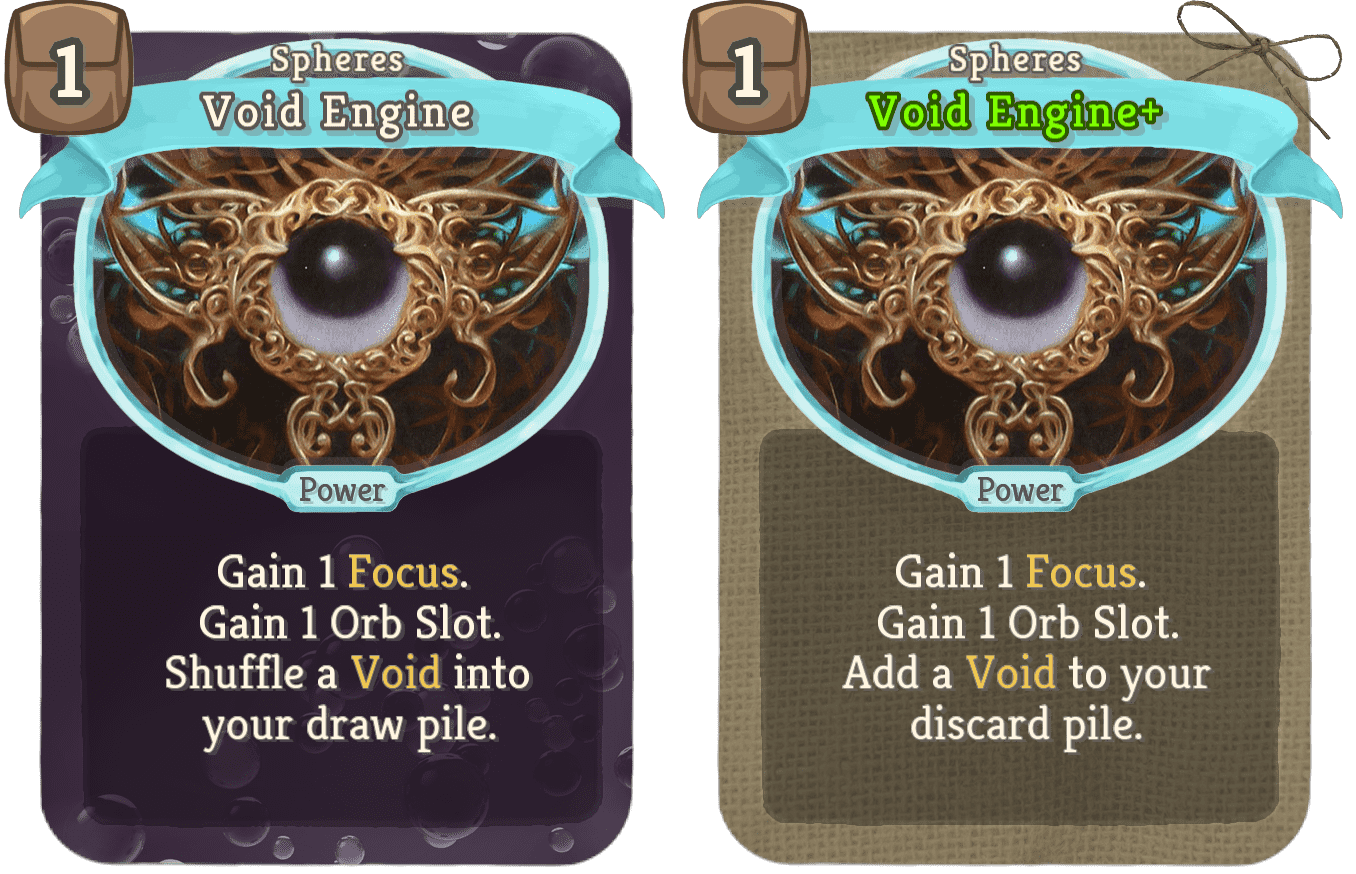 1
Spheres
Void Engine
Power
Gain 1 Focus.
Gain 1 Orb Slot.
Shuffle a Void into
your draw pile.
1
Spheres
Void Engine+
Power
Gain 1 Focus.
Gain 1 Orb Slot.
Add a Void to your
discard pile.